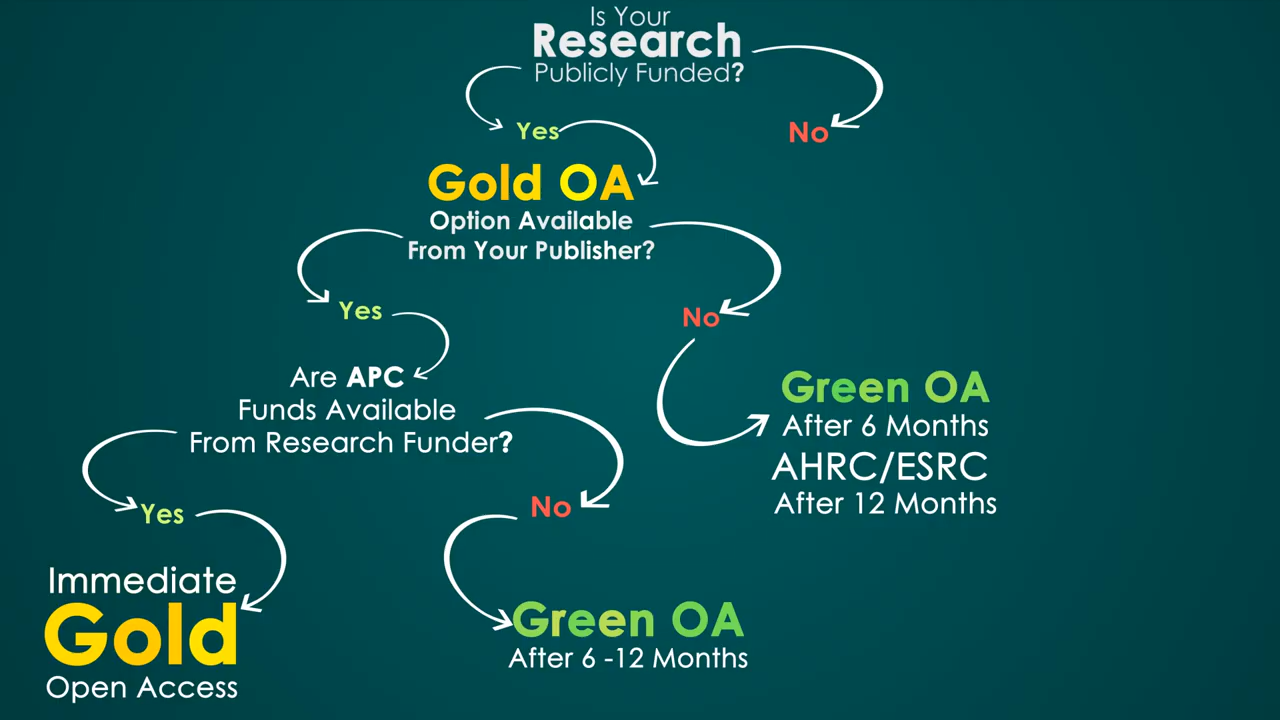 Is Your
Research
Publicly Funded?
Yes
No
Gold OA
Option Available
From Your Publisher?
Yes
No
Are APC
Funds Available
From Research Funder?
Green OA
After 6 Months
AHRC/ESRC
After 12 Months
Yes
No
Immediate
Gold
Open Access
Green OA
After 6 -12 Months